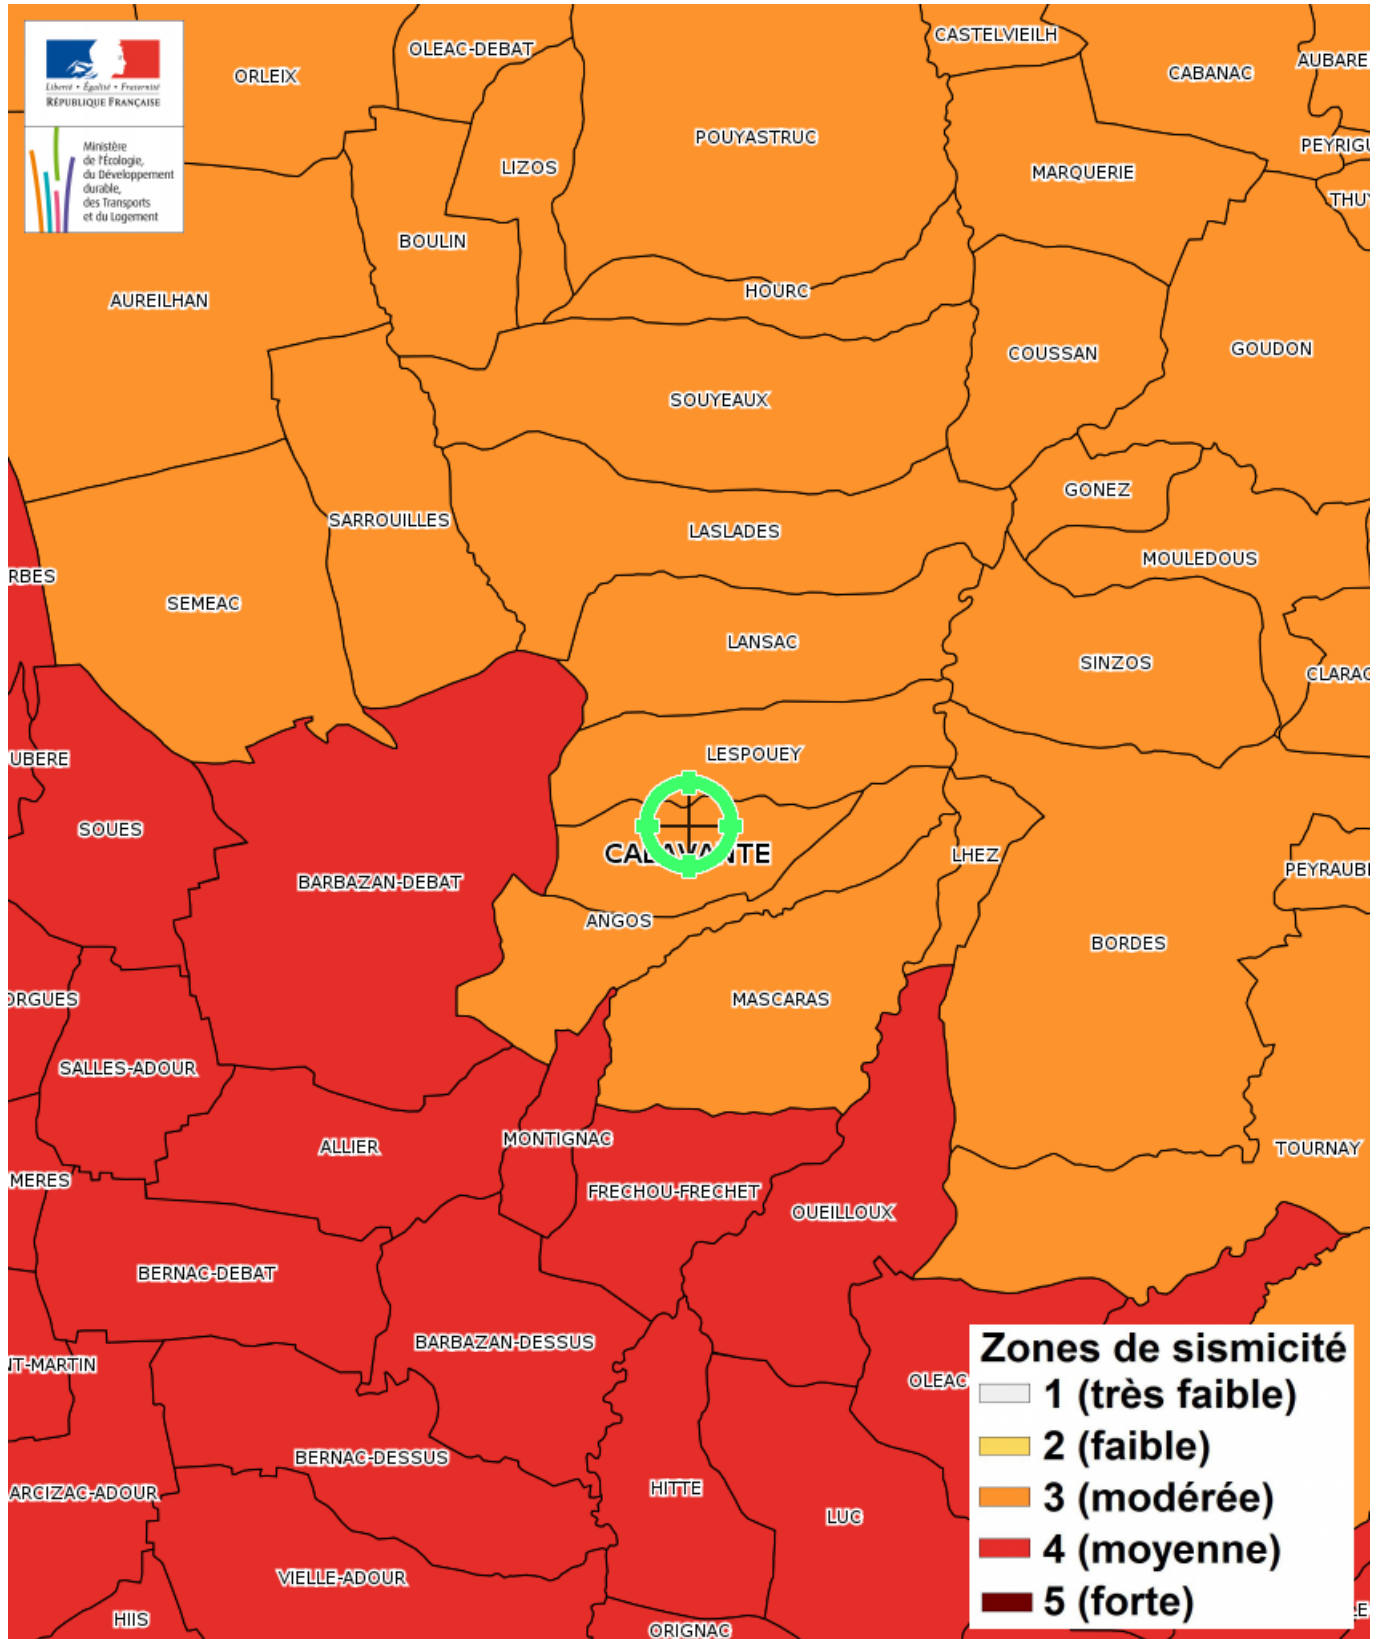 OLEAC-DEBAT
CASTELVIEILH
ORLEIX
CABANAC
AUBARE
Liberté • Égalité • Fraternité
RÉPUBLIQUE FRANÇAISE
POUYASTRUC
PEYRIGU
Ministère
de l'Écologie,
du Développement
durable,
des Transports
et du Logement
LIZOS
MARQUERIE
THUY
BOULIN
HOURC
AUREILHAN
COUSSAN
GOUDON
SOUYEAUX
GONEZ
SARROUILLES
LASLADES
MOULEDOUS
RBES
SEMEAC
LANSAC
SINZOS
CLARAC
UBERE
LESPOUEY
SOUES
CALAVANTE
LHEZ
PEYRAUB
BARBAZAN-DEBAT
ANGOS
BORDES
ORGUES
MASCARAS
SALLES-ADOUR
MONTIGNAC
ALLIER
TOURNAY
MERES
FRECHOU-FRECHET
OUEILLOUX
BERNAC-DEBAT
BARBAZAN-DESSUS
NT-MARTIN
OLEAC
Zones de sismicité
1 (très faible)
2 (faible)
3 (modérée)
4 (moyenne)
5 (forte)
BERNAC-DESSUS
ARCIZAC-ADOUR
HITTE
LUC
VIELLE-ADOUR
HIIS
ORIGNAC
LE